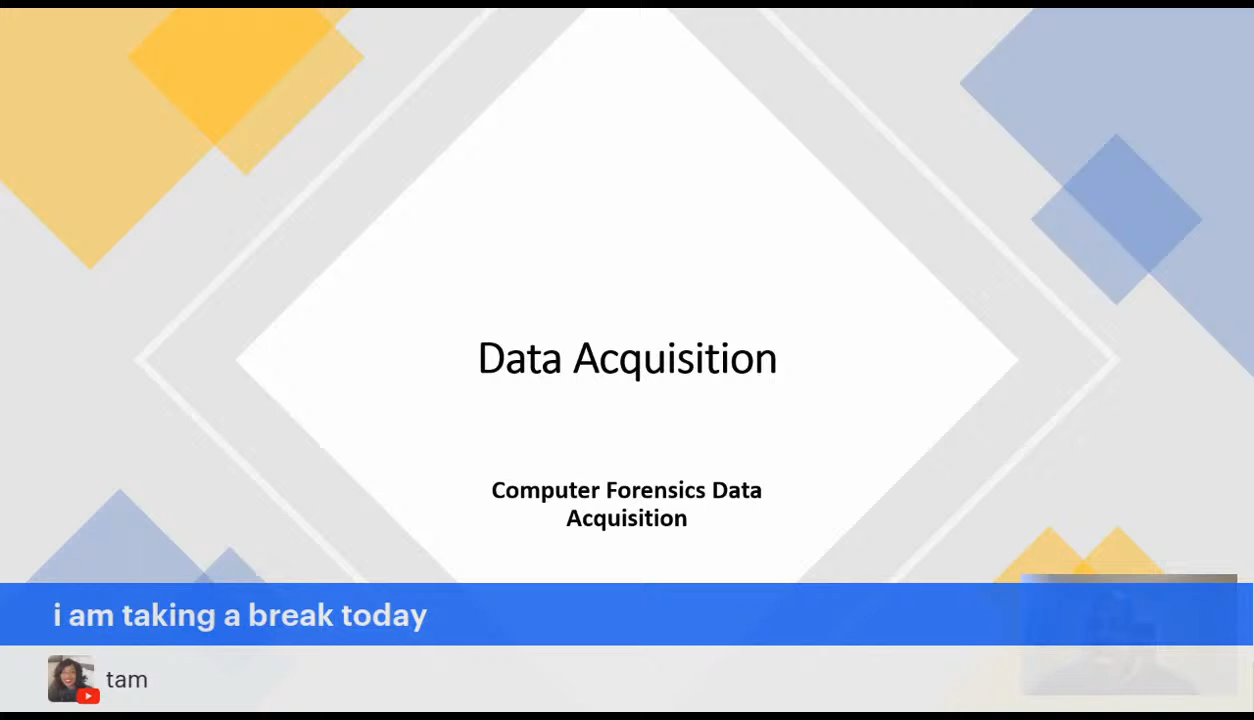 Data Acquisition
Computer Forensics Data
Acquisition
i am taking a break today
tam